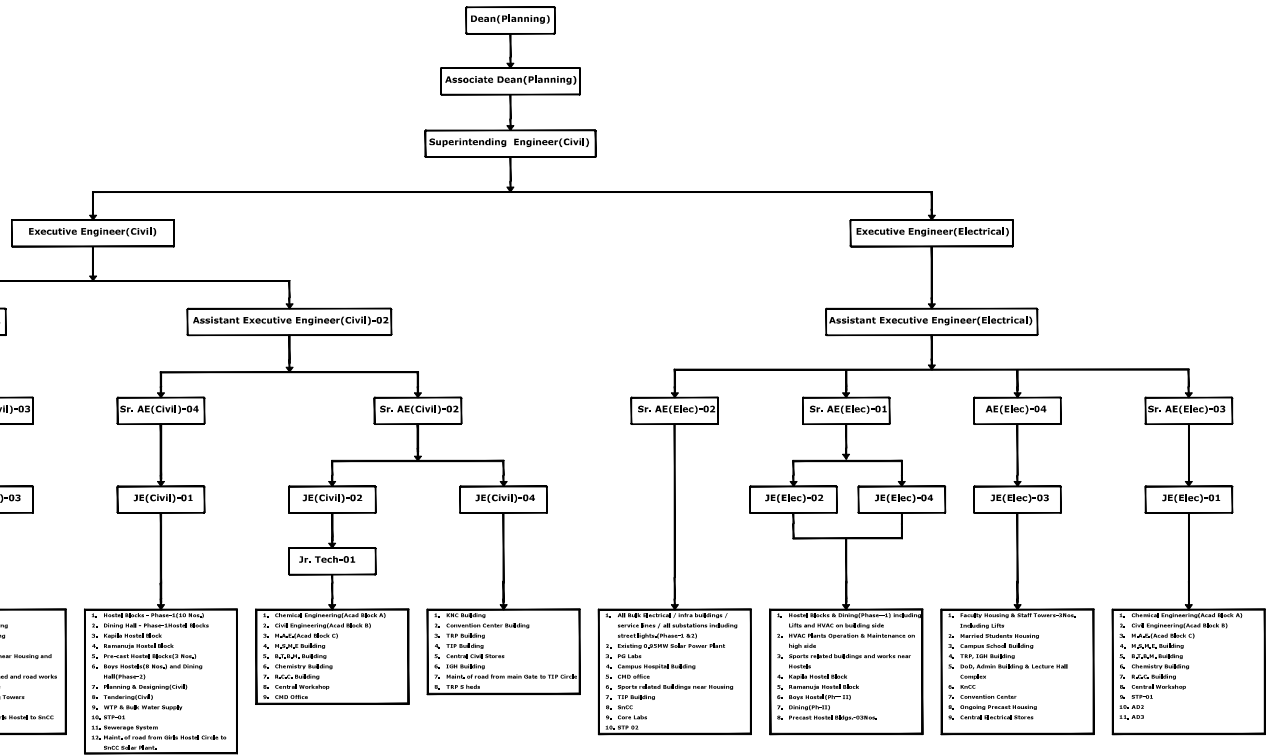 Dean(Planning)
Associate Dean(Planning)
Superintending Engineer(Civil)
Executive Engineer(Civil)
Executive Engineer(Electrical)
Assistant Executive Engineer(Civil)-02
Assistant Executive Engineer(Electrical)
vil)-03
Sr. AE(Civil)-04
Sr. AE(Civil)-02
Sr. AE(Elec)-02
Sr. AE(Elec)-01
AE(Elec)-04
Sr. AE(Elec)-03
)-03
JE(Civil)-01
JE(Civil)-02
JE(Civil)-04
JE(Elec)-02
JE(Elec)-04
JE(Elec)-03
JE(Elec)-01
Jr. Tech-01
ng
ng
near Housing and
ed and road works
g Towers
rls Hostel to SnCC
1. Hostel Blocks - Phase-1(10 Nos.)
2. Dining Hall - Phase-1Hostel Blocks
3. Kapila Hostel Block
4. Ramanuja Hostel Block
5. Pre-cast Hostel Blocks(3 Nos.)
6. Boys Hostels(8 Nos.) and Dining
Hall(Phase-2)
7. Planning & Designing(Civil)
8. Tendering(Civil)
9. WTP & Bulk Water Supply
10. STP-01
11. Sewerage System
12. Maint. of road from Girls Hostel Circle to
SnCC Solar Plant.
1. Chemical Engineering(Acad Block A)
2. Civil Engineering(Acad Block B)
3. M.A.E(Acad Block C)
4. M.S.M.E Building
5. B.T.B.M. Building
6. Chemistry Building
7. R.C.C. Building
8. Central Workshop
9. CMD Office
1. KNC Building
2. Convention Center Building
3. TRP Building
4. TIP Building
5. Central Civil Stores
6. IGH Building
7. Maint. of road from main Gate to TIP Circle
8. TRP Sheds
1. All Bulk Electrical / infra buildings /
service lines / all substations including
street lights.(Phase-1 &2)
2. Existing 0.95MW Solar Power Plant
3. PG Labs
4. Campus Hospital Building
5. CMD office
6. Sports related Buildings near Housing
7. TIP Building
8. SnCC
9. Core Labs
10. STP 02
1. Hostel Blocks & Dining(Phase--1) including
Lifts and HVAC on building side
2. HVAC Plants Operation & Maintenance on
high side
3. Sports related buildings and works near
Hostels
4. Kapila Hostel Block
5. Ramanuja Hostel Block
6. Boys Hostel(Ph-- II)
7. Dining(Ph-II)
8. Precast Hostel Bldgs.-03Nos.
1. Faculty Housing & Staff Towers-3Nos.
Including Lifts
2. Married Students Housing
3. Campus School Building
4. TRP, IGH Building
5. DoD, Admin Building & Lecture Hall
Complex
6. KnCC
7. Convention Center
8. Ongoing Precast Housing
9. Central Electrical Stores
1. Chemical Engineering(Acad Block A)
2. Civil Engineering(Acad Block B)
3. M.A.E(Acad Block C)
4. M.S.M.E Building
5. B.T.B.M. Building
6. Chemistry Building
7. R.C.C. Building
8. Central Workshop
9. STP-01
10. AD2
11. AD3